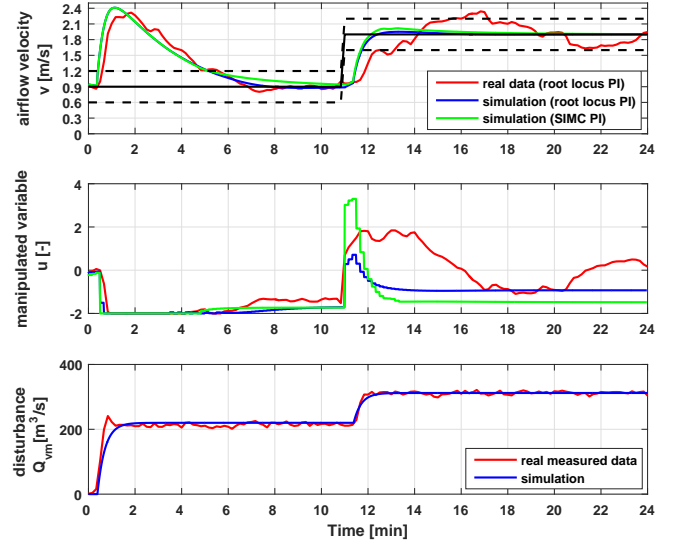 airflow velocity
v [m/s]
2.4
2.1
1.8
1.5
1.2
0.9
0.6
0.3
0
real data (root locus PI)
simulation (root locus PI)
simulation (SIMC PI)
0 2 4 6 8 10 12 14 16 18 20 22 24
manipulated variable
u [-]
4
2
0
-2
0 2 4 6 8 10 12 14 16 18 20 22 24
disturbance
Q_vm [m^3/s]
400
200
0
real measured data
simulation
0 2 4 6 8 10 12 14 16 18 20 22 24
Time [min]